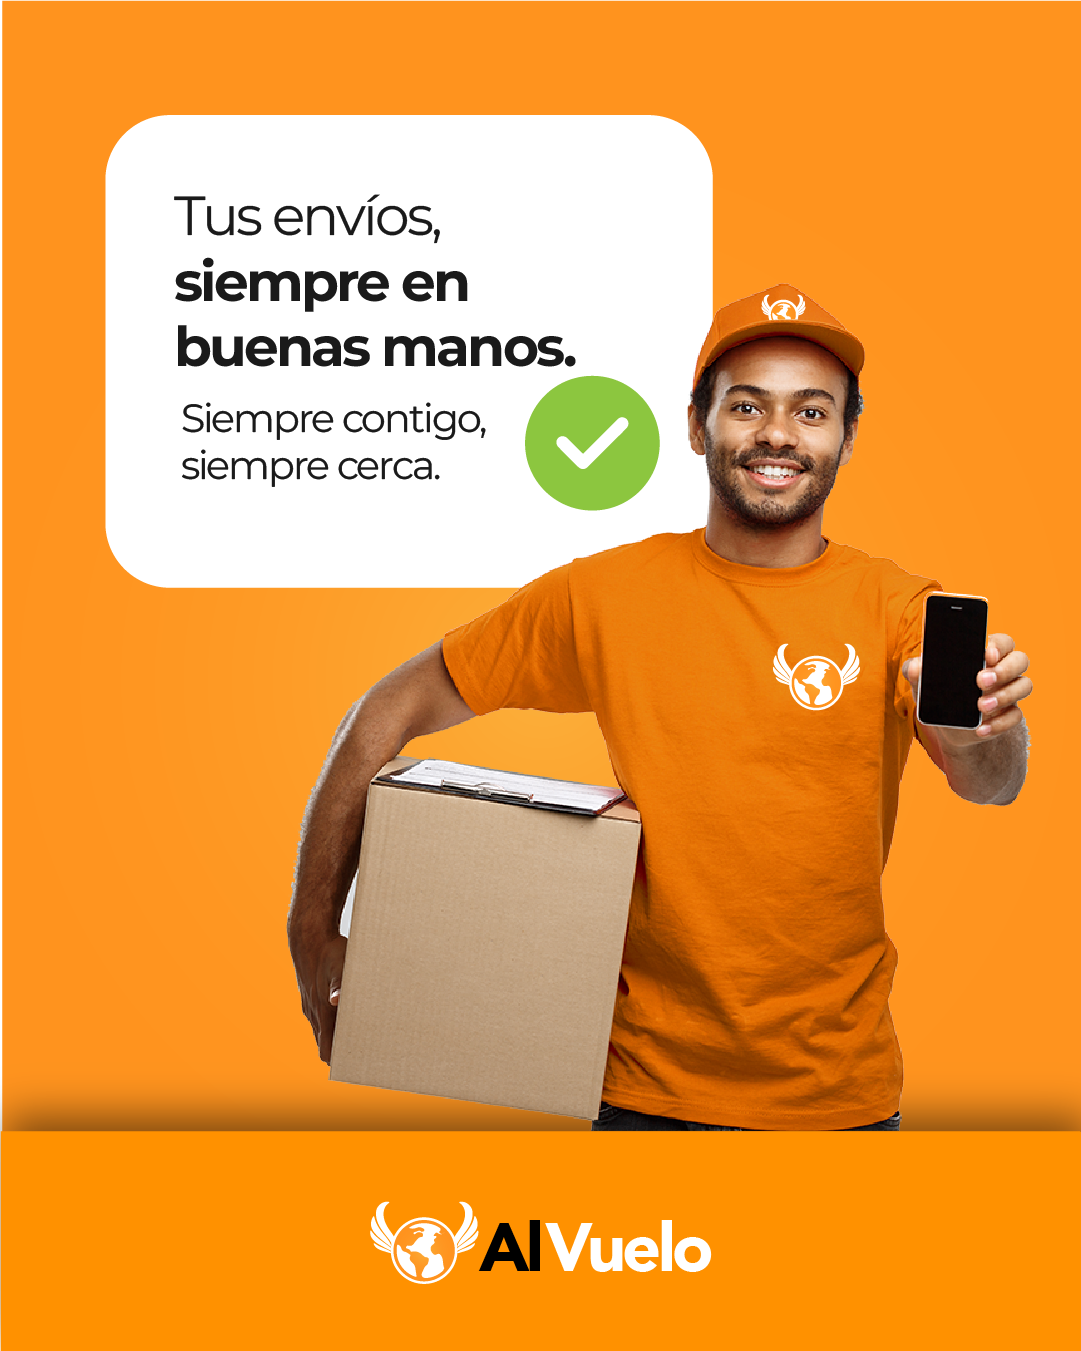 Tus envíos,
siempre en
buenas manos.
Siempre contigo,
siempre cerca.
AlVuelo